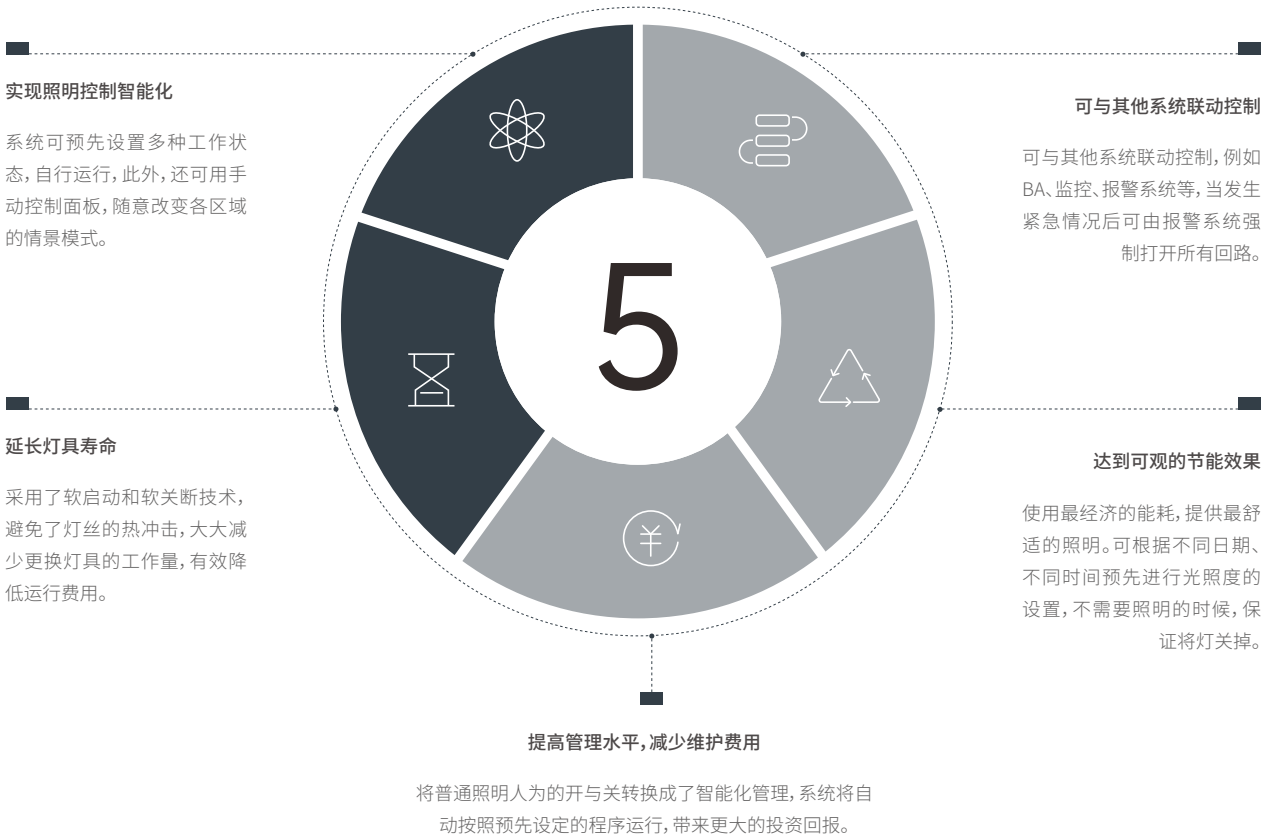 实现照明控制智能化
系统可预先设置多种工作状
态，自行运行，此外，还可用手
动控制面板，随意改变各区域
的情景模式。
可与其他系统联动控制
可与其他系统联动控制，例如
BA、监控、报警系统等，当发生
紧急情况后可由报警系统强
制打开所有回路。
5
延长灯具寿命
采用了软启动和软关断技术，
避免了灯丝的热冲击，大大减
少更换灯具的工作量，有效降
低运行费用。
达到可观的节能效果
使用最经济的能耗，提供最舒
适的照明。可根据不同日期、
不同时间预先进行光照度的
设置，不需要照明的时候，保
证将灯关掉。
提高管理水平，减少维护费用
将普通照明人为的开与关转换成了智能化管理，系统将自
动按照预先设定的程序运行，带来更大的投资回报。